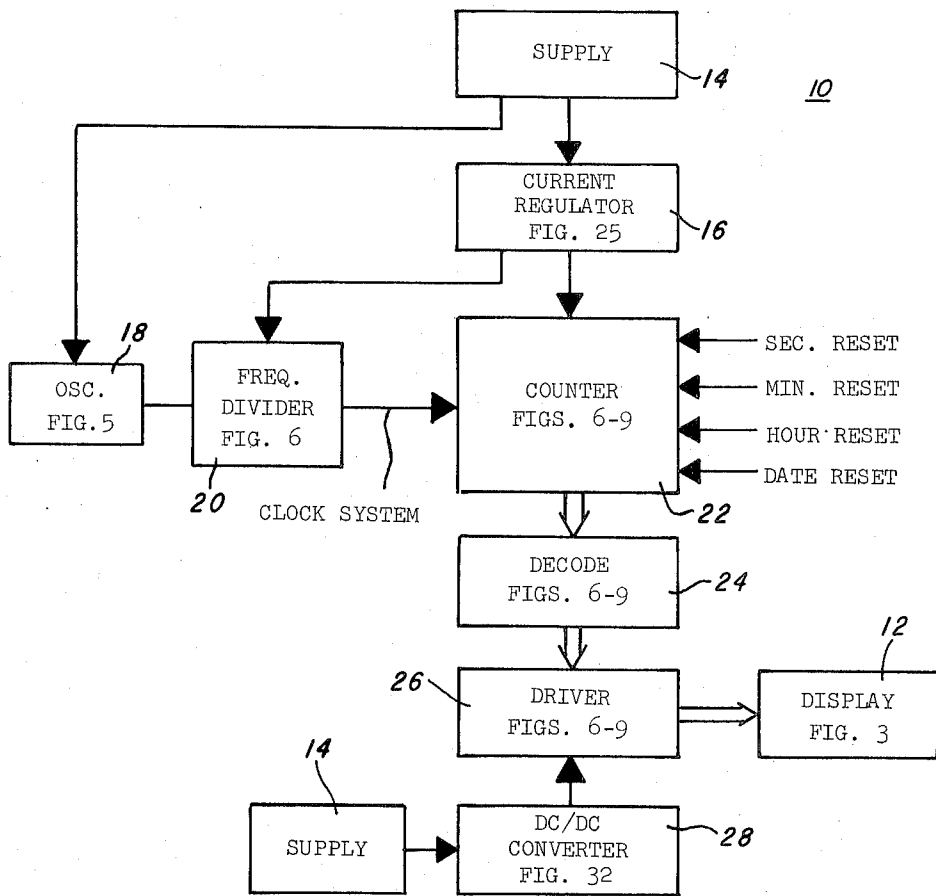 SUPPLY
14
10
CURRENT
REGULATOR
FIG. 25
16
18
OSC.
FIG.5
FREQ.
DIVIDER
FIG. 6
20
CLOCK SYSTEM
COUNTER
FIGS. 6-9
22
SEC. RESET
MIN. RESET
HOUR RESET
DATE RESET
DECODE
FIGS. 6-9
24
26
DRIVER
FIGS. 6-9
12
DISPLAY
FIG. 3
14
SUPPLY
DC/DC
CONVERTER
FIG. 32
28